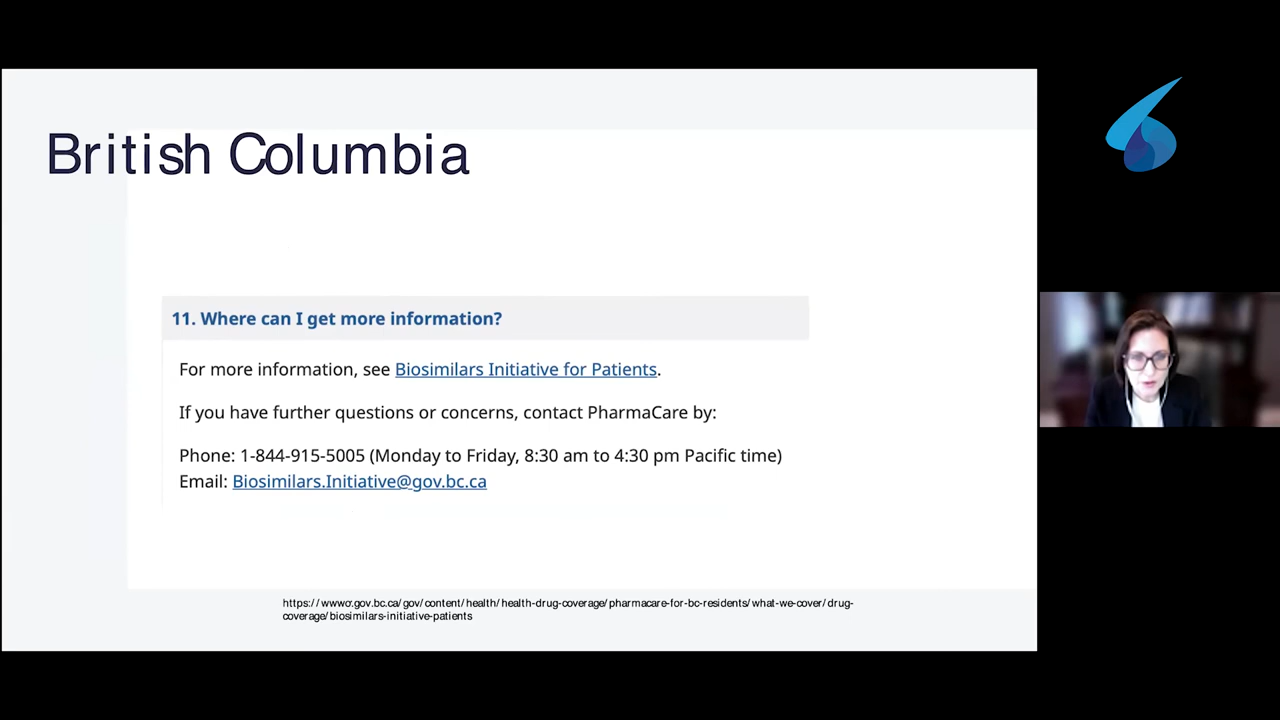 British Columbia
11. Where can I get more information?
For more information, see Biosimilars Initiative for Patients.
If you have further questions or concerns, contact PharmaCare by:
Phone: 1-844-915-5005 (Monday to Friday, 8:30 am to 4:30 pm Pacific time)
Email: Biosimilars.Initiative@gov.bc.ca
gov.bc.ca/gov/content/health/health-drug-coverage/pharmacare-for-bc-residents/what-we-cover/drug-
coverage/biosimilars-initiative-patients